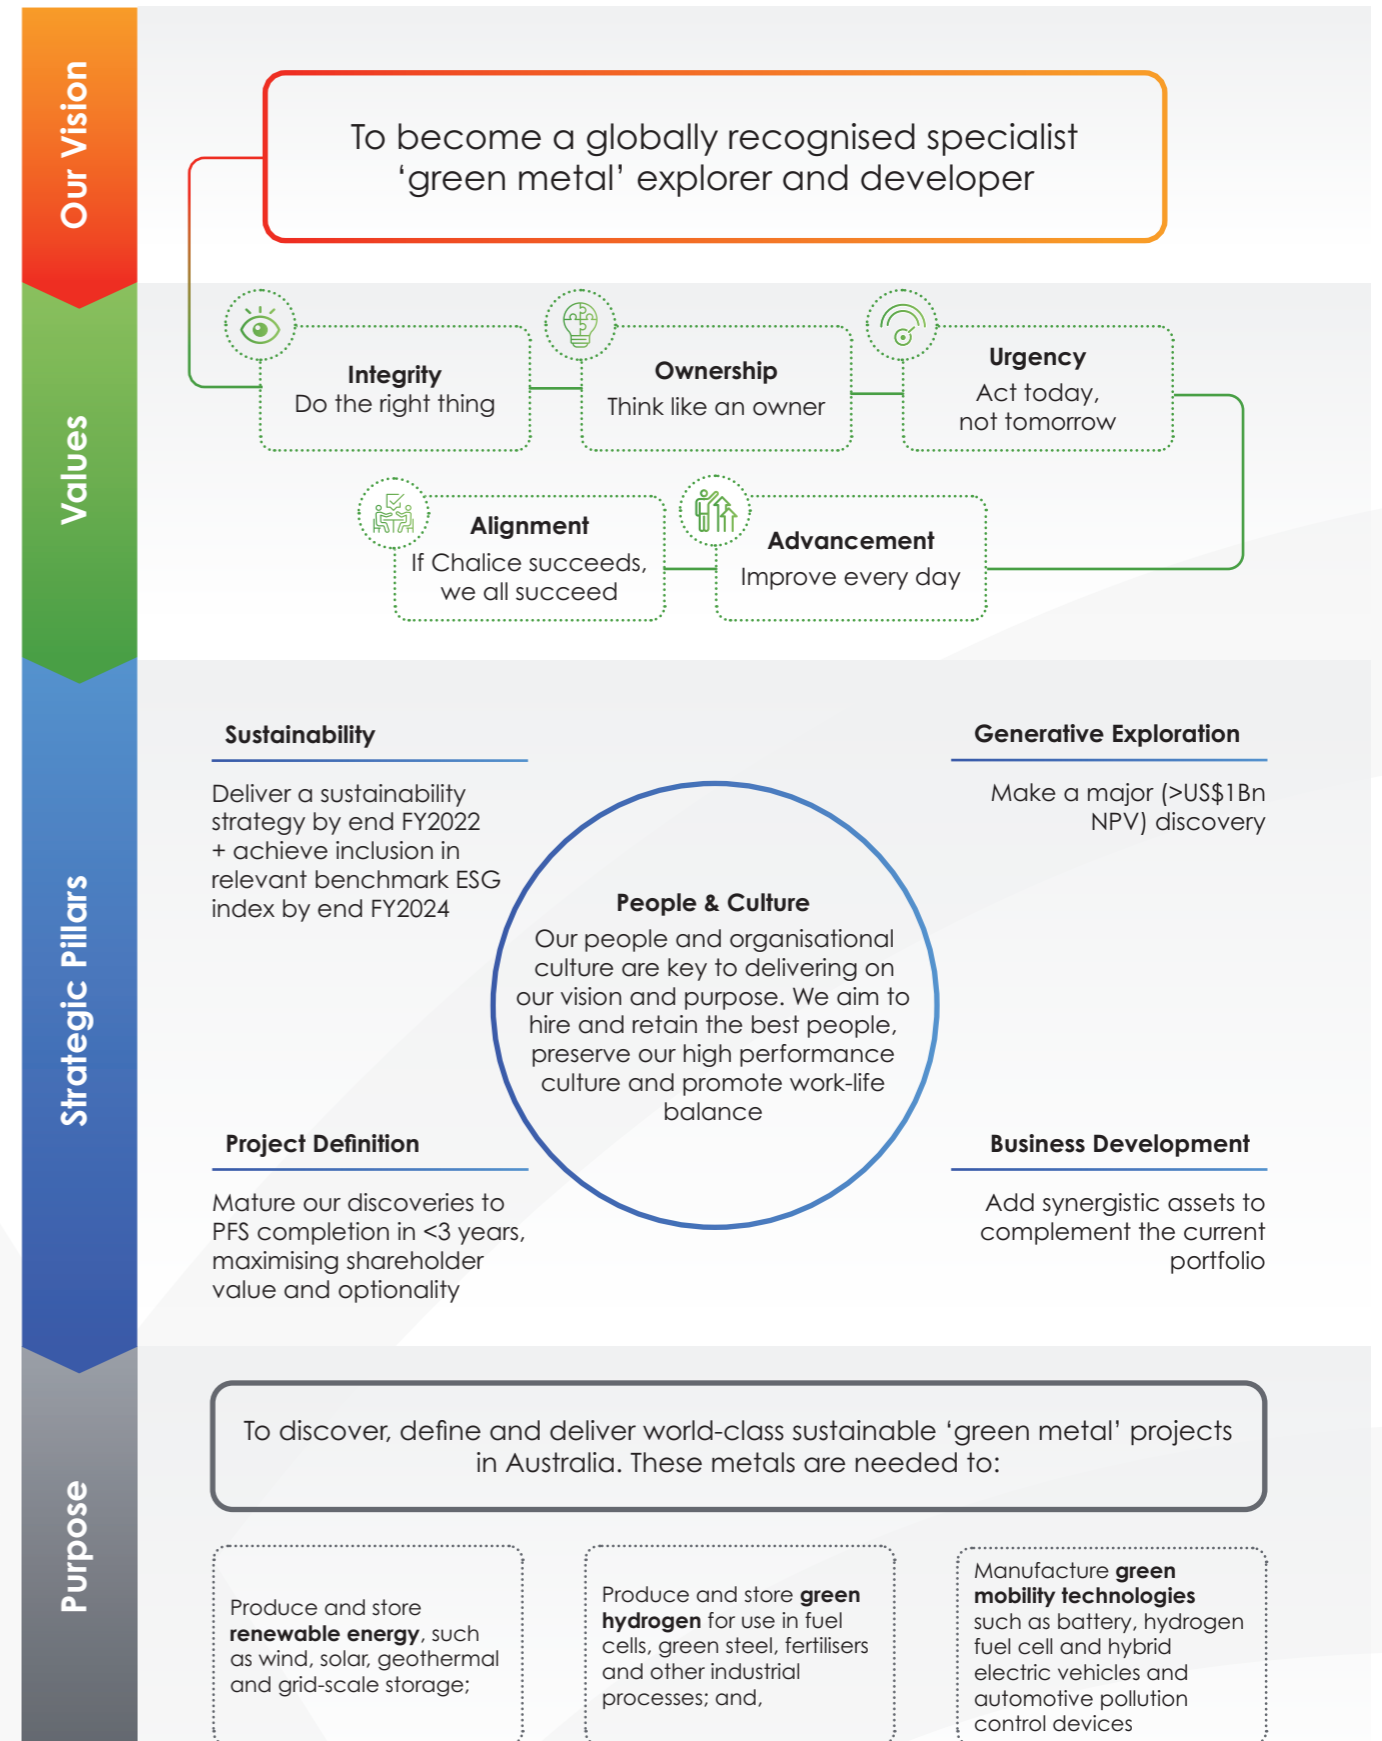 Our Vision
To become a globally recognised specialist
‘green metal’ explorer and developer
Values
Integrity
Do the right thing
Ownership
Think like an owner
Urgency
Act today,
not tomorrow
Alignment
If Chalice succeeds,
we all succeed
Advancement
Improve every day
Strategic Pillars
Sustainability
Deliver a sustainability
strategy by end FY2022
+ achieve inclusion in
relevant benchmark ESG
index by end FY2024
Generative Exploration
Make a major (>US$1Bn
NPV) discovery
People & Culture
Our people and organisational
culture are key to delivering on
our vision and purpose. We aim to
hire and retain the best people,
preserve our high performance
culture and promote work-life
balance
Project Definition
Mature our discoveries to
PFS completion in <3 years,
maximising shareholder
value and optionality
Business Development
Add synergistic assets to
complement the current
portfolio
Purpose
To discover, define and deliver world-class sustainable ‘green metal’ projects
in Australia. These metals are needed to:
Produce and store
renewable energy, such
as wind, solar, geothermal
and grid-scale storage;
Produce and store green
hydrogen for use in fuel
cells, green steel, fertilisers
and other industrial
processes; and,
Manufacture green
mobility technologies
such as battery, hydrogen
fuel cell and hybrid
electric vehicles and
automotive pollution
control devices